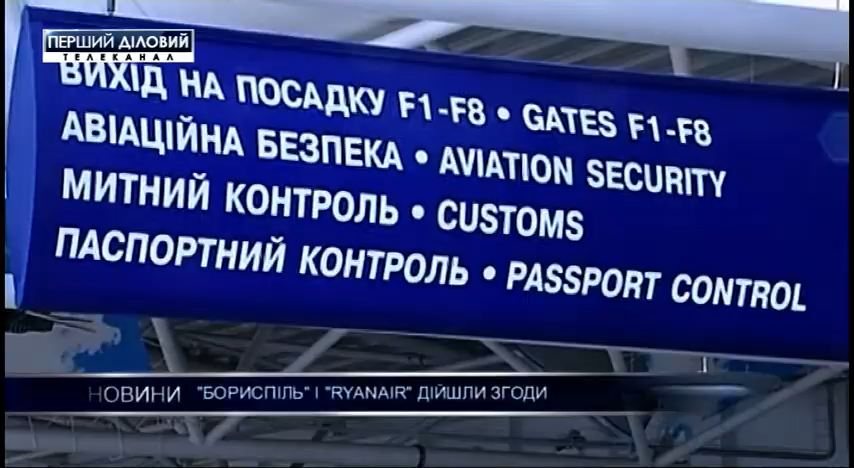 ПЕРШИЙ ДІЛОВИЙ
ТЕЛЕКАНАЛ
ВИХІД НА ПОСАДКУ F1-F8 • GATES F1-F8
АВІАЦІЙНА БЕЗПЕКА • AVIATION SECURITY
МИТНИЙ КОНТРОЛЬ • CUSTOMS
ПАСПОРТНИЙ КОНТРОЛЬ • PASSPORT CONTROL
НОВИНИ "БОРИСПІЛЬ" І "RYANAIR" ДІЙШЛИ ЗГОДИ